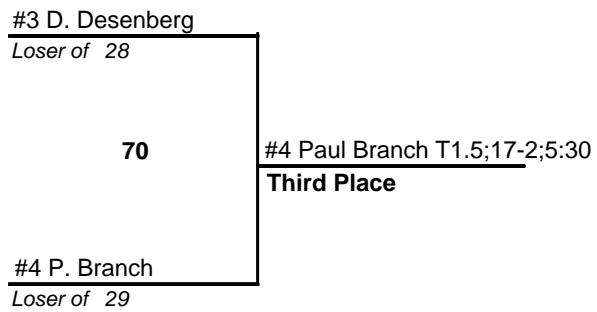 #3 D. Desenberg
Loser of 28
70
#4 Paul Branch T1.5;17-2;5:30
Third Place
#4 P. Branch
Loser of 29